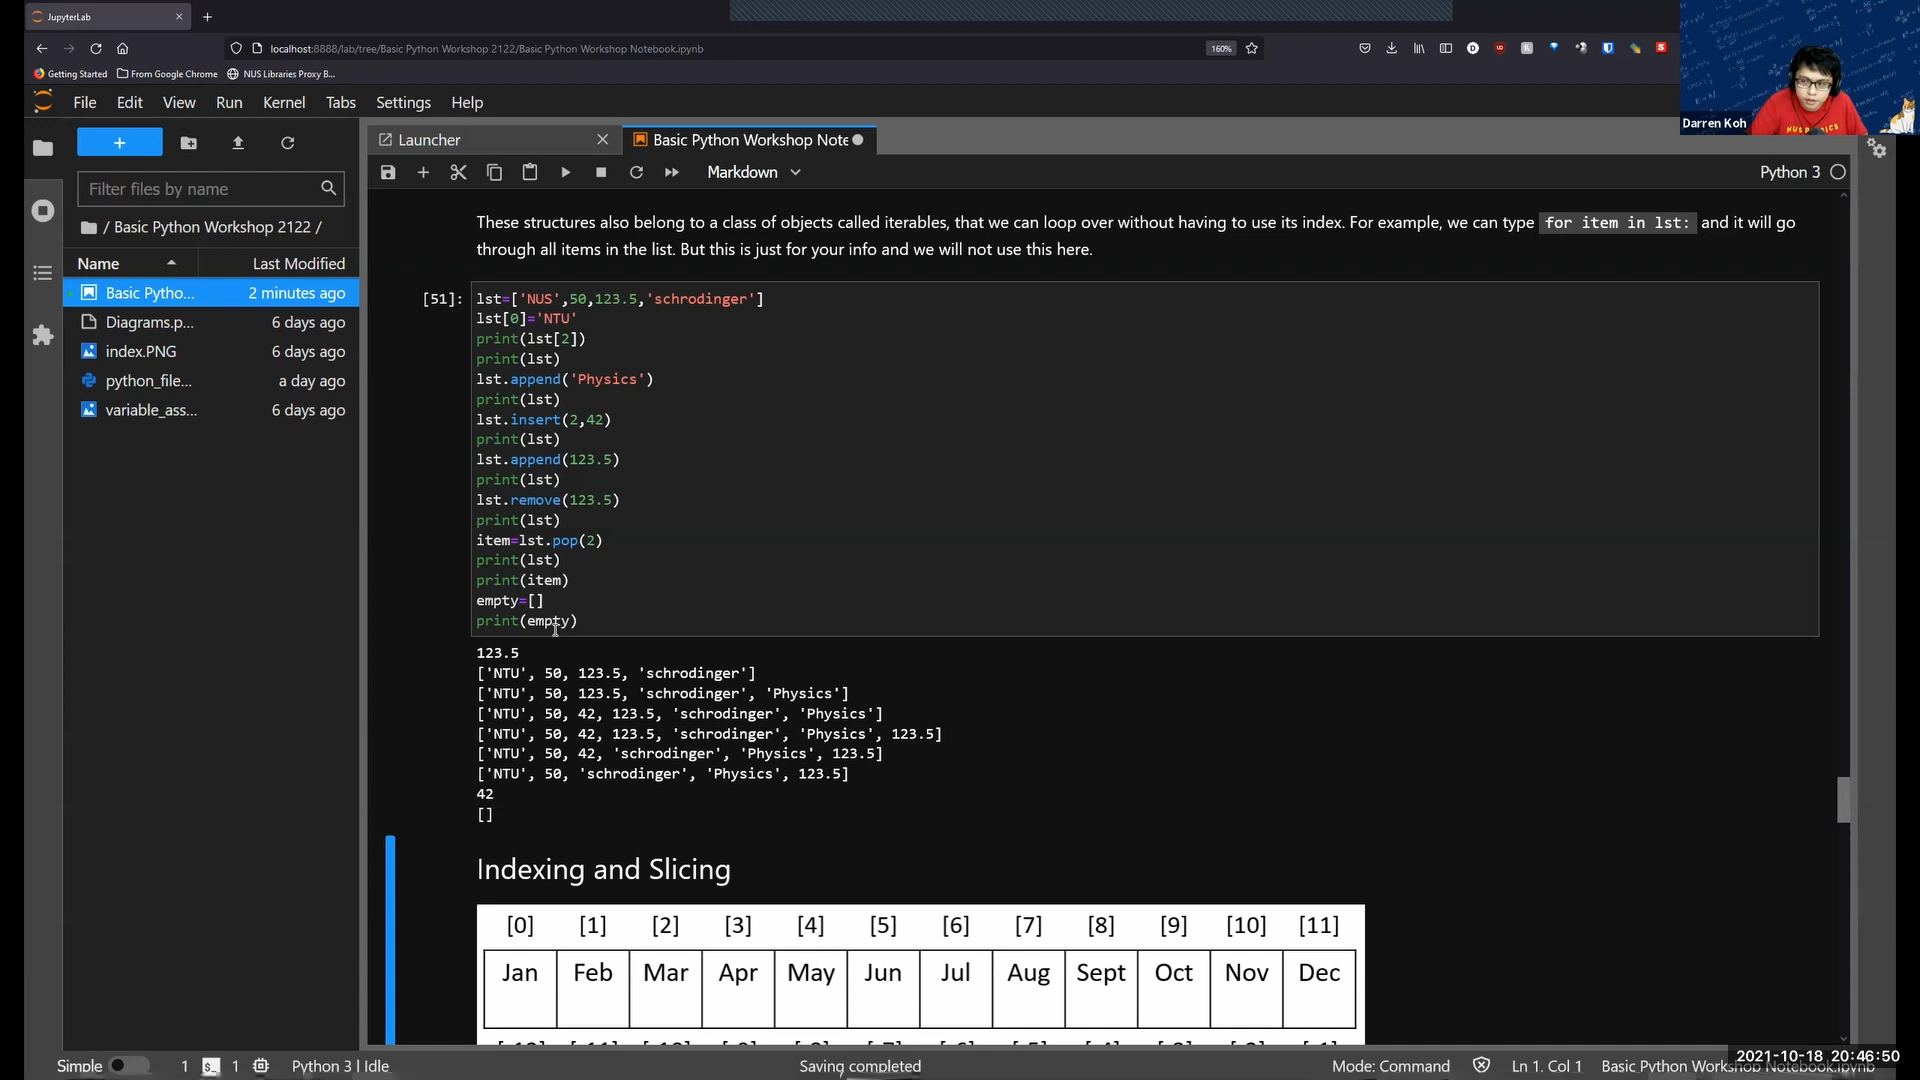 JupyterLab
localhost:8888/lab/tree/Basic Python Workshop 2122/Basic Python Workshop Notebook.ipynb
160%
Getting Started
From Google Chrome
NUS Libraries Proxy B...
File Edit View Run Kernel Tabs Settings Help
Darren Koh
Launcher
Basic Python Workshop Note
Markdown
Python 3
Filter files by name
/ Basic Python Workshop 2122 /
Name Last Modified
Basic Pytho... 2 minutes ago
Diagrams.p... 6 days ago
index.PNG 6 days ago
python_file... a day ago
variable_ass... 6 days ago
These structures also belong to a class of objects called iterables, that we can loop over without having to use its index. For example, we can type for item in lst: and it will go
through all items in the list. But this is just for your info and we will not use this here.
[51]:
lst=['NUS',50,123.5,'schrodinger']
lst[0]='NTU'
print(lst[2])
print(lst)
lst.append('Physics')
print(lst)
lst.insert(2,42)
print(lst)
lst.append(123.5)
print(lst)
lst.remove(123.5)
print(lst)
item=lst.pop(2)
print(lst)
print(item)
empty=[]
print(empty)
123.5
['NTU', 50, 123.5, 'schrodinger']
['NTU', 50, 123.5, 'schrodinger', 'Physics']
['NTU', 50, 42, 123.5, 'schrodinger', 'Physics']
['NTU', 50, 42, 123.5, 'schrodinger', 'Physics', 123.5]
['NTU', 50, 42, 'schrodinger', 'Physics', 123.5]
['NTU', 50, 'schrodinger', 'Physics', 123.5]
42
[]
Indexing and Slicing
[0] [1] [2] [3] [4] [5] [6] [7] [8] [9] [10] [11]
Jan Feb Mar Apr May Jun Jul Aug Sept Oct Nov Dec
Simple
1
1
Python 3 | Idle
Saving completed
Mode: Command
Ln 1, Col 1
Basic Python Workshop Notebook.ipynb
2021-10-18 20:46:50